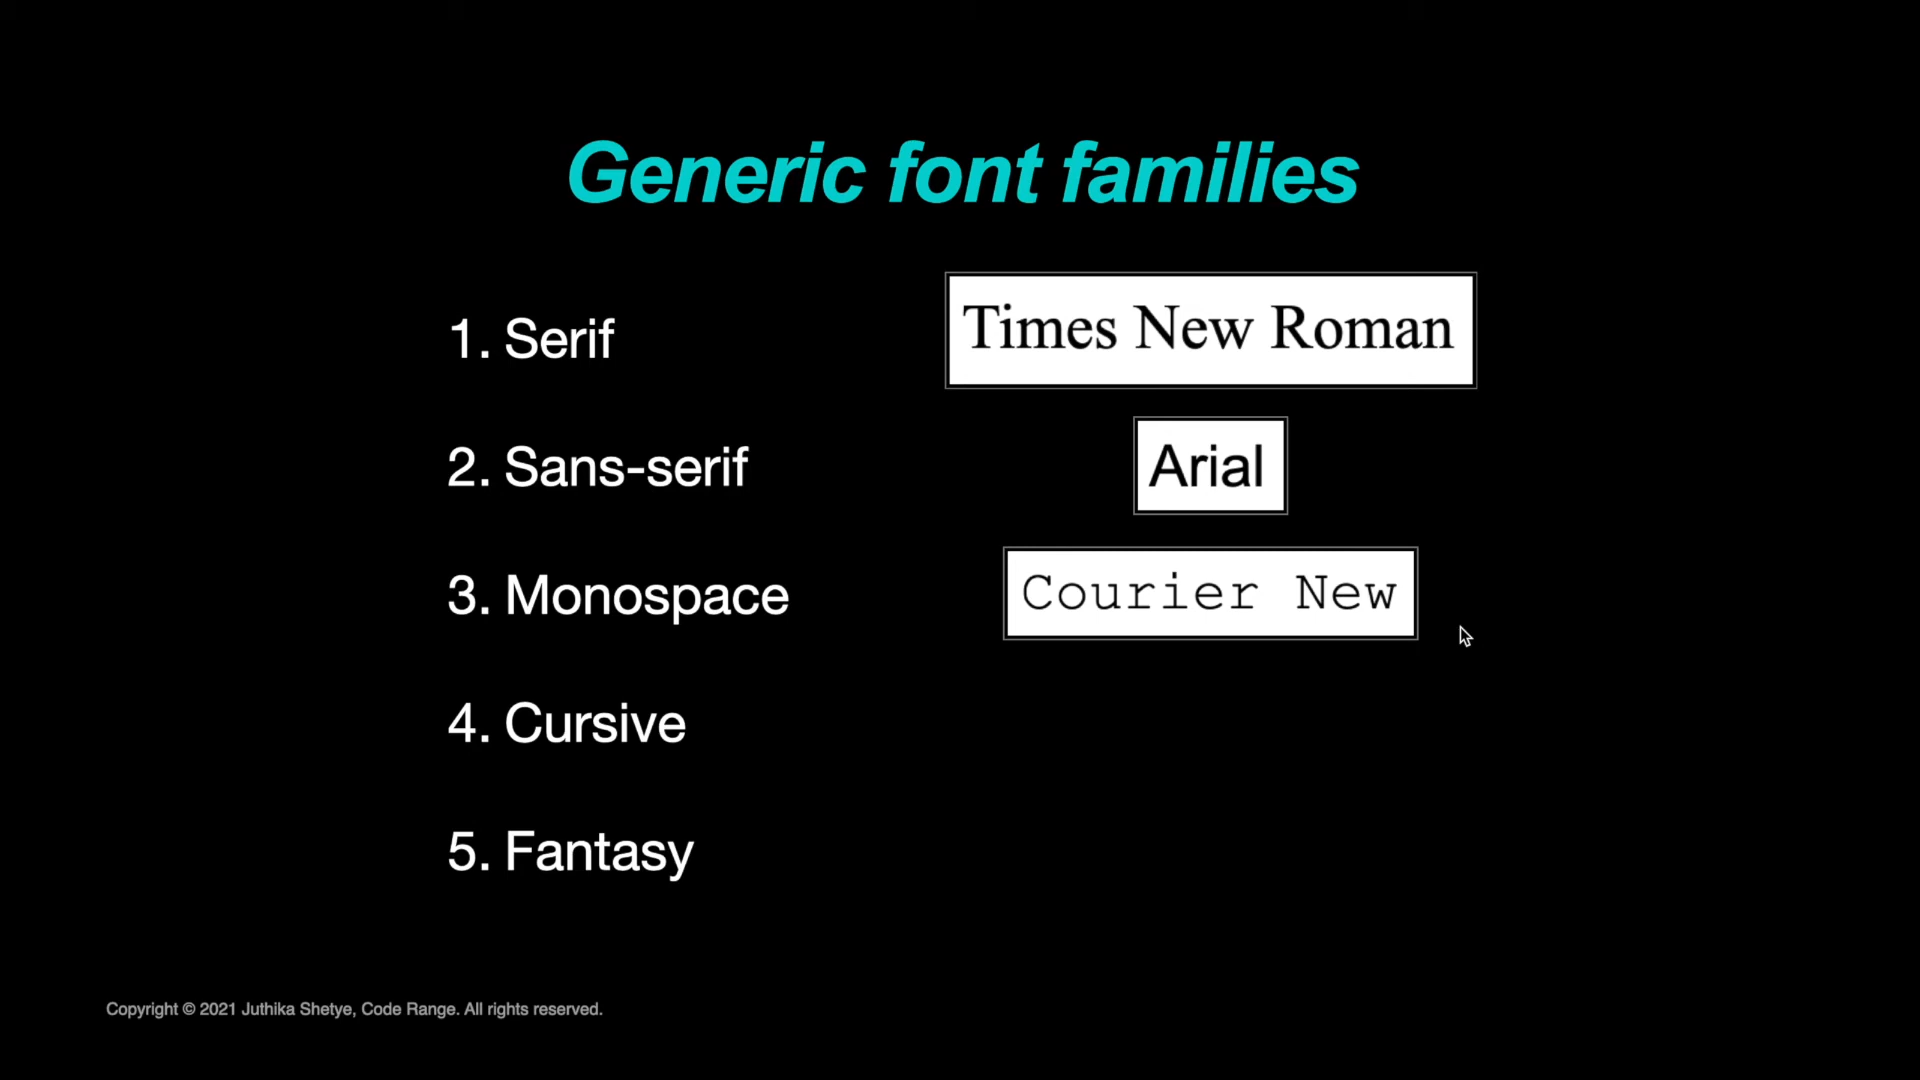 Generic font families
1. Serif
Times New Roman
2. Sans-serif
Arial
3. Monospace
Courier New
4. Cursive
5. Fantasy
Copyright © 2021 Juthika Shetye, Code Range. All rights reserved.